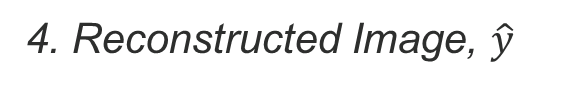 4. Reconstructed Image, ŷ